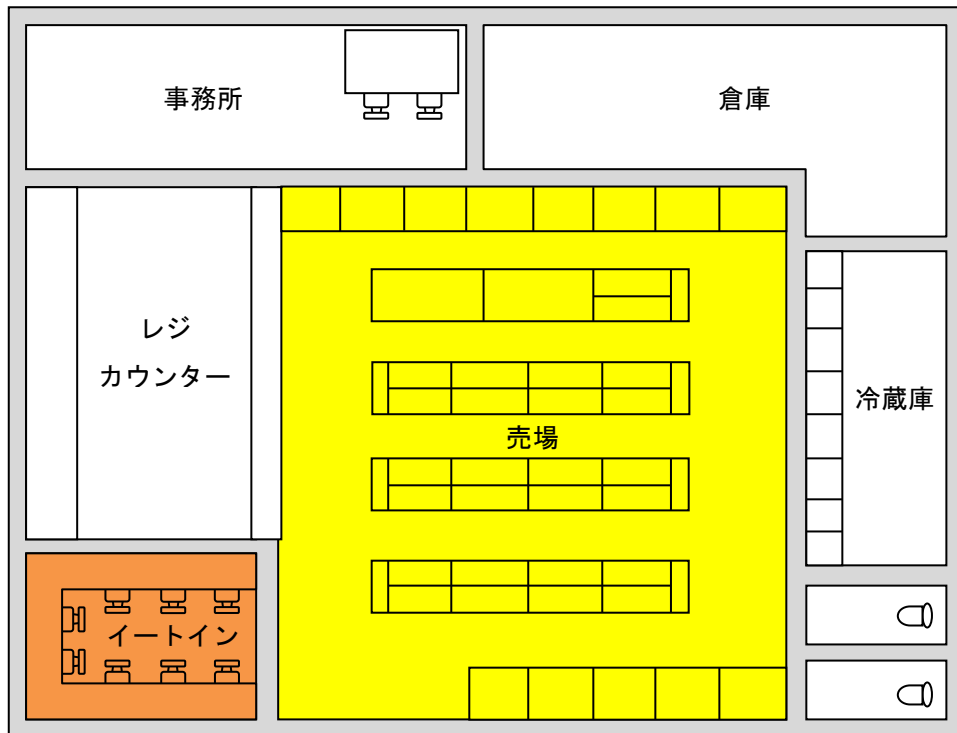 事務所
倉庫
レジ
カウンター
冷蔵庫
売場
イートイン